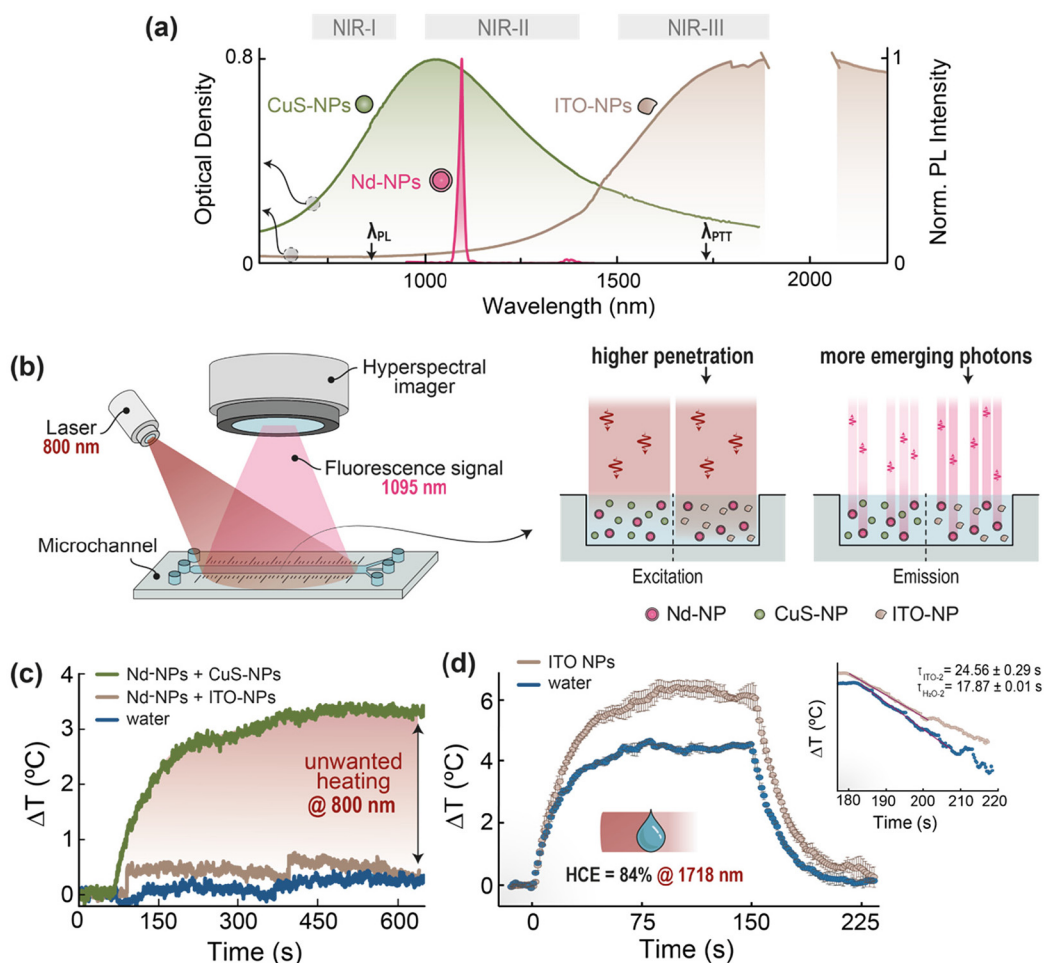 (a)
NIR-I
NIR-II
NIR-III
0.8
1
CuS-NPs
ITO-NPs
Nd-NPs
Optical Density
Norm. PL Intensity
λPL
λPTT
0
0
1000
1500
2000
Wavelength (nm)
(b)
Hyperspectral
imager
Laser
800 nm
Fluorescence signal
1095 nm
Microchannel
higher penetration
more emerging photons
Excitation
Emission
Nd-NP
CuS-NP
ITO-NP
(c)
Nd-NPs + CuS-NPs
Nd-NPs + ITO-NPs
water
4
3
2
1
0
ΔT (ºC)
unwanted
heating
@ 800 nm
0
150
300
450
600
Time (s)
(d)
ITO NPs
water
6
4
2
0
ΔT (ºC)
HCE = 84% @ 1718 nm
0
75
150
225
Time (s)
τITO-2 = 24.56 ± 0.29 s
τH₂O-2 = 17.87 ± 0.01 s
ΔT (ºC)
180
190
200
210
220
Time (s)